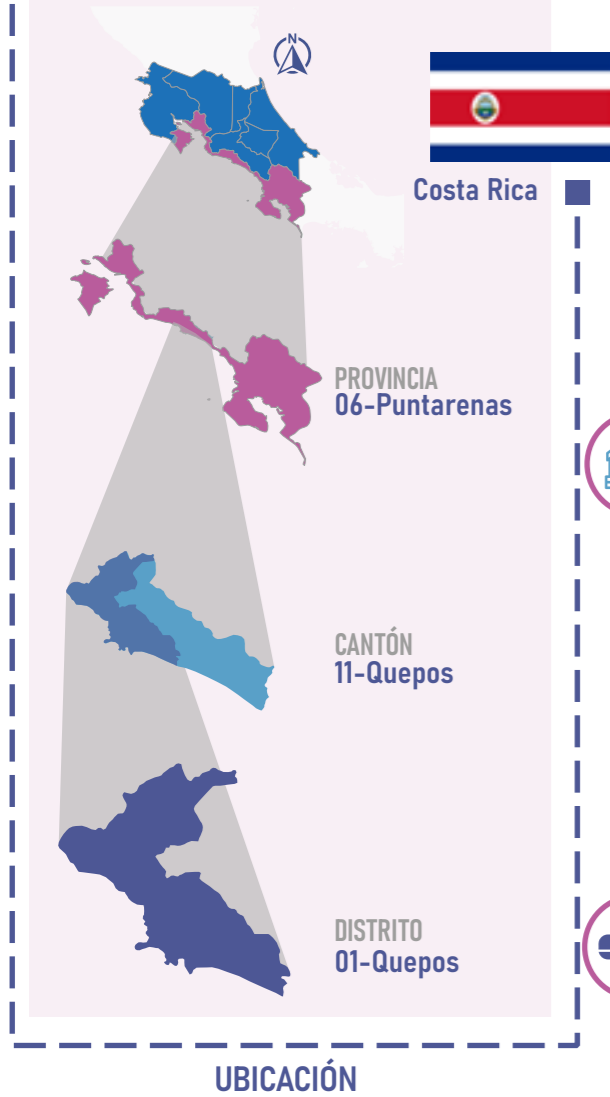 N
Costa Rica
PROVINCIA
06-Puntarenas
CANTÓN
11-Quepos
DISTRITO
01-Quepos
UBICACIÓN